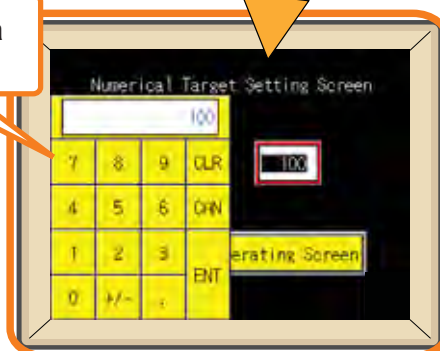 a
Numerical Target Setting Screen
100
7 8 9 CLR 100
4 5 6 CAN
1 2 3 erating Screen
ENT
0 +/-